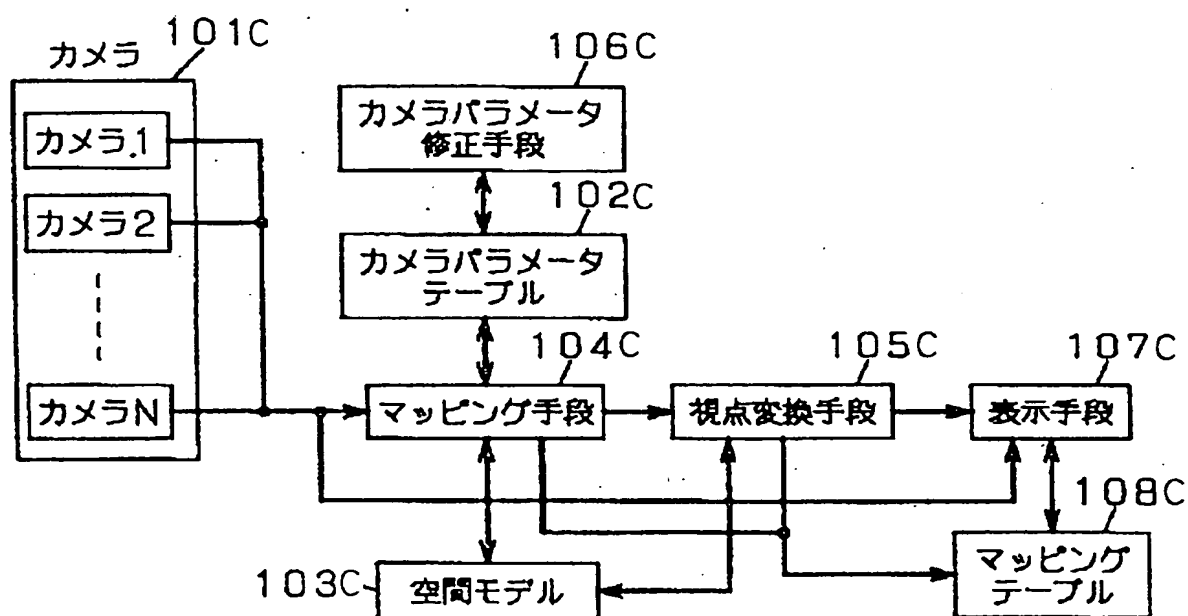 カメラ
101C
カメラ1
カメラ2
カメラN
106C
カメラパラメータ
修正手段
102C
カメラパラメータ
テーブル
104C
マッピング手段
105C
視点変換手段
107C
表示手段
103C
空間モデル
108C
マッピング
テーブル